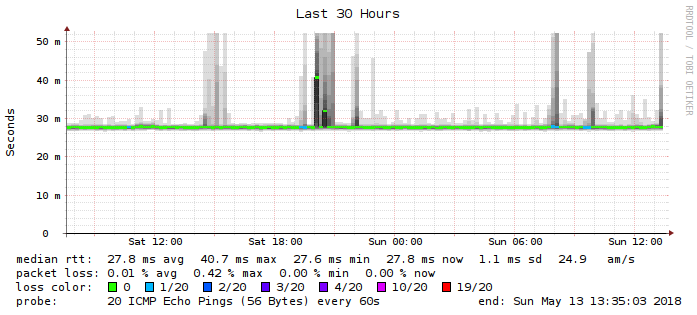 Last 30 Hours
RRDTOOL / TOBI OETIKER
Seconds
50 m
40 m
30 m
20 m
10 m
0
Sat 12:00 Sat 18:00 Sun 00:00 Sun 06:00 Sun 12:00
median rtt: 27.8 ms avg 40.7 ms max 27.6 ms min 27.8 ms now 1.1 ms sd 24.9 am/s
packet loss: 0.01 % avg 0.42 % max 0.00 % min 0.00 % now
loss color: 0 1/20 2/20 3/20 4/20 10/20 19/20
probe: 20 ICMP Echo Pings (56 Bytes) every 60s end: Sun May 13 13:35:03 2018